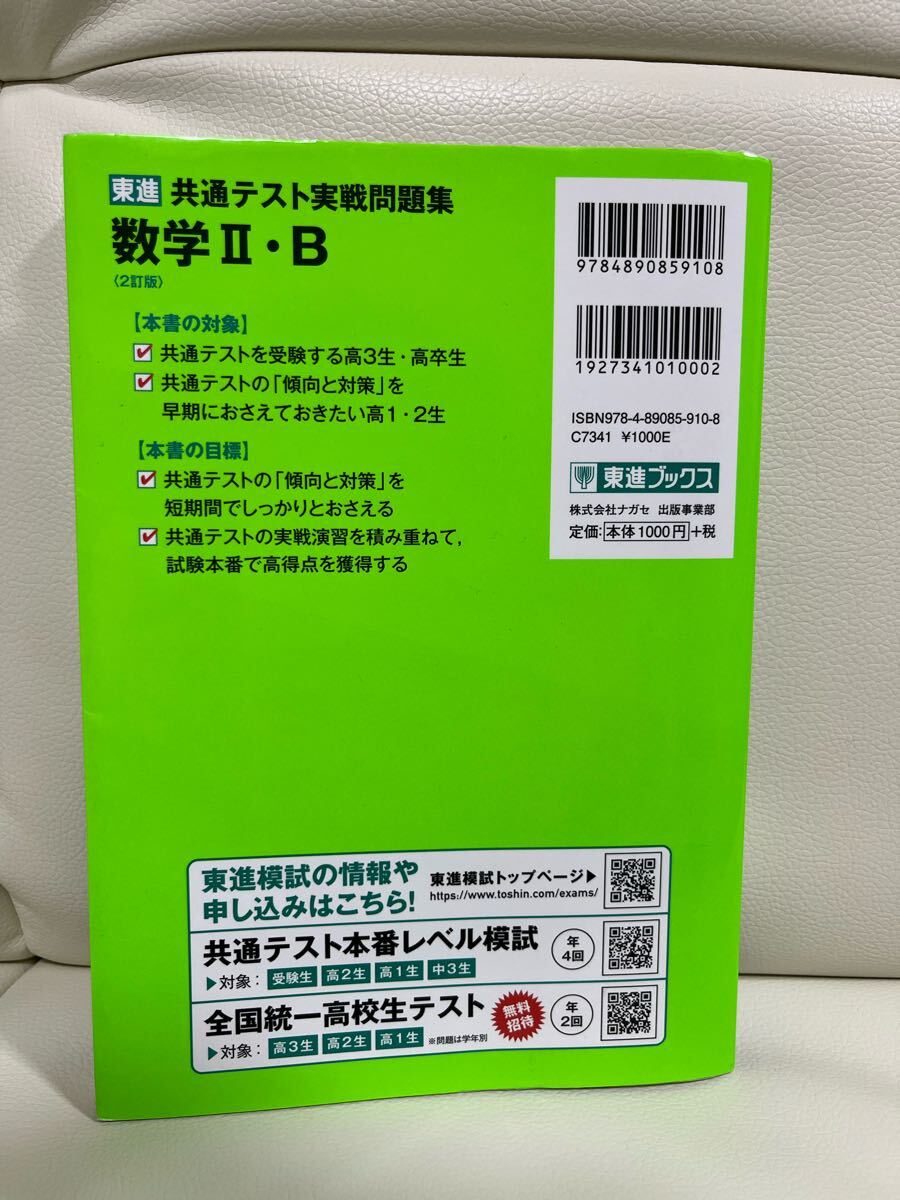 東進 共通テスト実戦問題集
数学Ⅱ・B
〈2訂版〉
【本書の対象】
共通テストを受験する高3生・高卒生
共通テストの「傾向と対策」を
早期におさえておきたい高1・2生
【本書の目標】
共通テストの「傾向と対策」を
短期間でしっかりとおさえる
共通テストの実戦演習を積み重ねて，
試験本番で高得点を獲得する
9784890859108
1927341010002
ISBN978-4-89085-910-8
C7341 ¥1000E
東進ブックス
株式会社ナガセ 出版事業部
定価：本体1000円＋税
東進模試の情報や
申し込みはこちら！
東進模試トップページ▶
https://www.toshin.com/exams/
共通テスト本番レベル模試
▶対象： 受験生 高2生 高1生 中3生
年
4回
全国統一高校生テスト
▶対象： 高3生 高2生 高1生 ※問題は学年別
無料
招待
年
2回